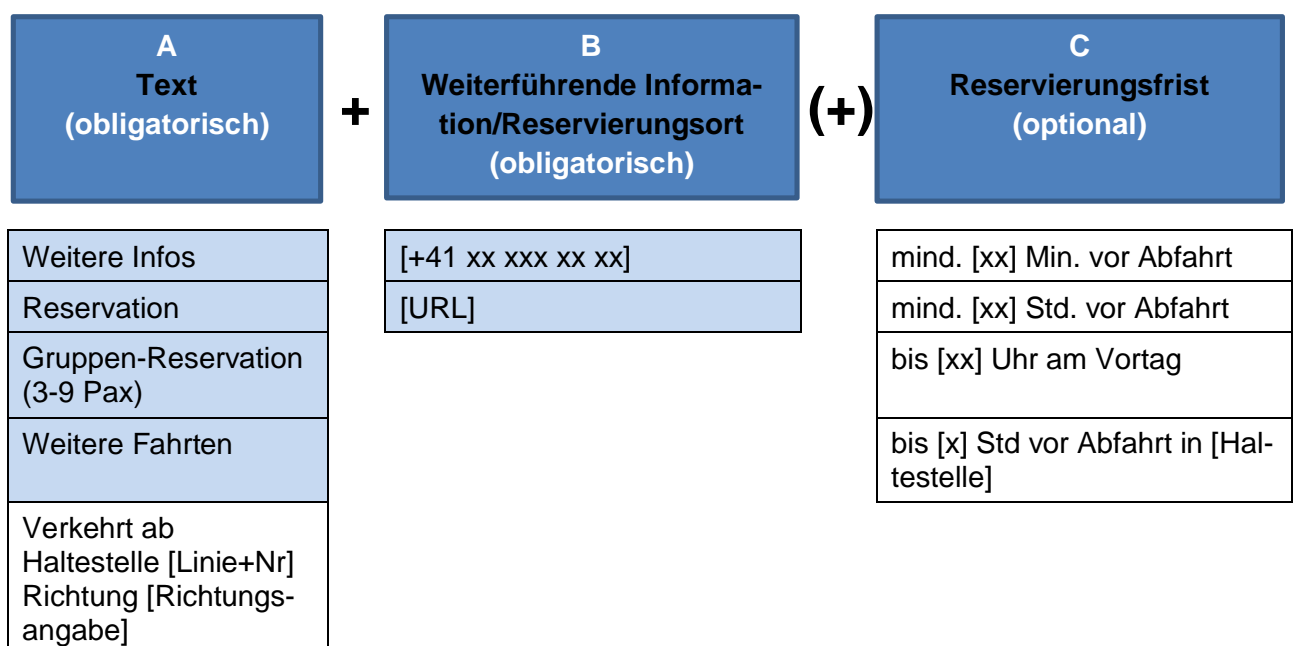 A
Text
(obligatorisch)
+
B
Weiterführende Informa-
tion/Reservierungsort
(obligatorisch)
(+)
C
Reservierungsfrist
(optional)
Weitere Infos
Reservation
Gruppen-Reservation
(3-9 Pax)
Weitere Fahrten
Verkehrt ab
Haltestelle [Linie+Nr]
Richtung [Richtungs-
angabe]
[+41 xx xxx xx xx]
[URL]
mind. [xx] Min. vor Abfahrt
mind. [xx] Std. vor Abfahrt
bis [xx] Uhr am Vortag
bis [x] Std vor Abfahrt in [Hal-
testelle]